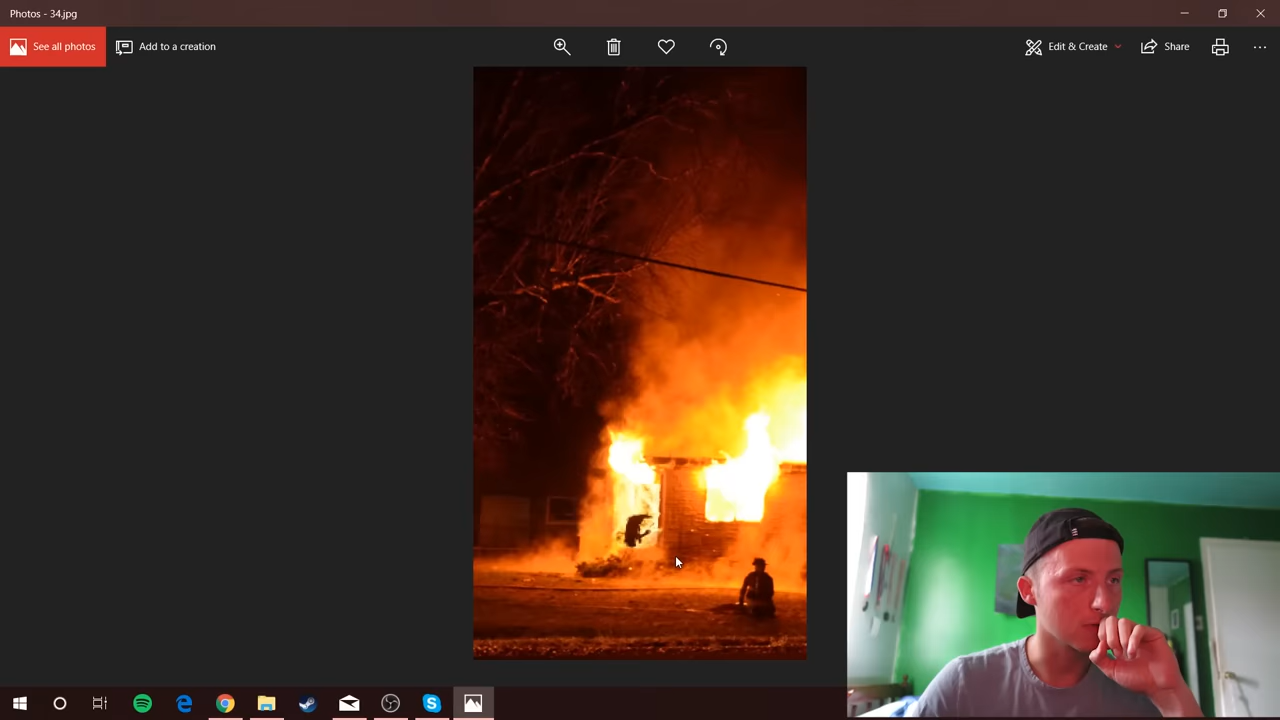 Photos - 34.jpg
See all photos
Add to a creation
Edit & Create
Share